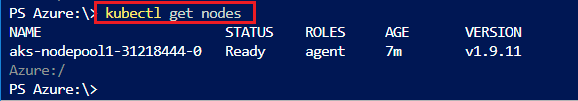 PS Azure:\> kubectl get nodes
NAME STATUS ROLES AGE VERSION
aks-nodepool1-31218444-0 Ready agent 7m v1.9.11
Azure:/
PS Azure:\>